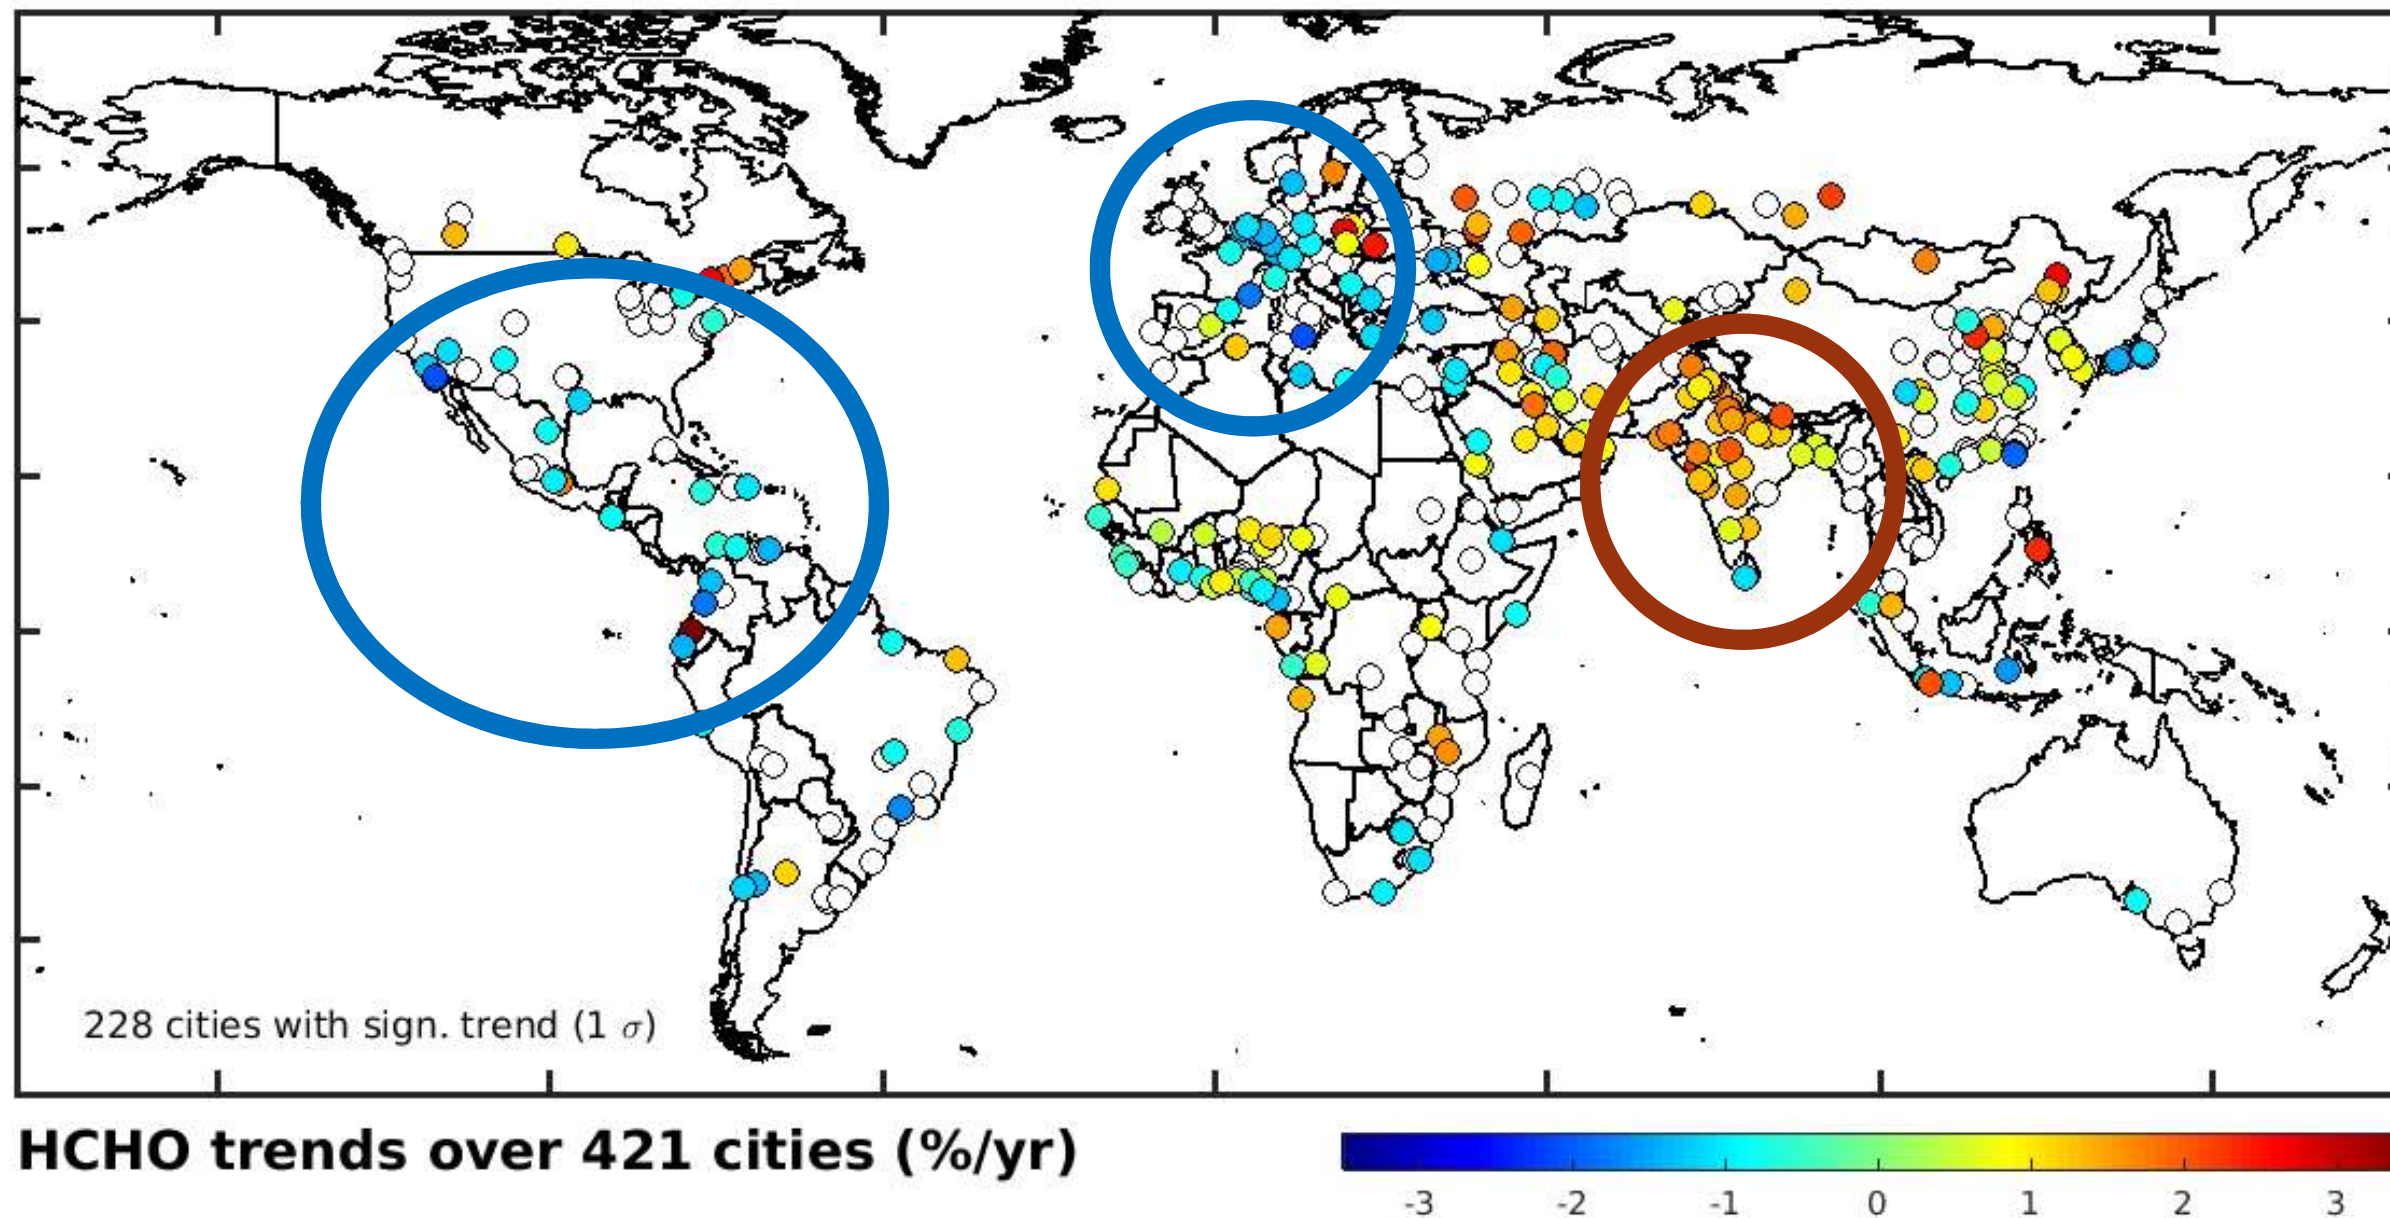 228 cities with sign. trend (1 σ)
HCHO trends over 421 cities (%/yr)
-3 -2 -1 0 1 2 3